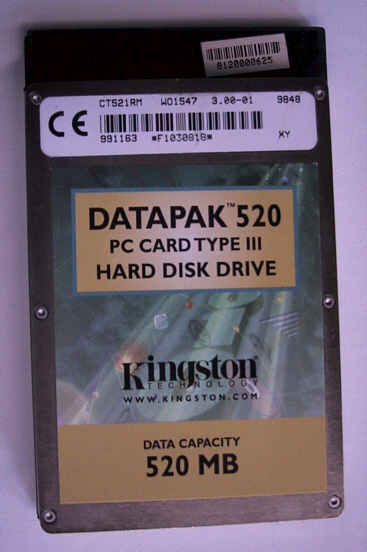 8120000625
CT521RM WO1547 3.00-01 9848
CE
991163 *F1030818* XY
DATAPAK™ 520
PC CARD TYPE III
HARD DISK DRIVE
Kingston®
TECHNOLOGY
WWW.KINGSTON.COM
DATA CAPACITY
520 MB